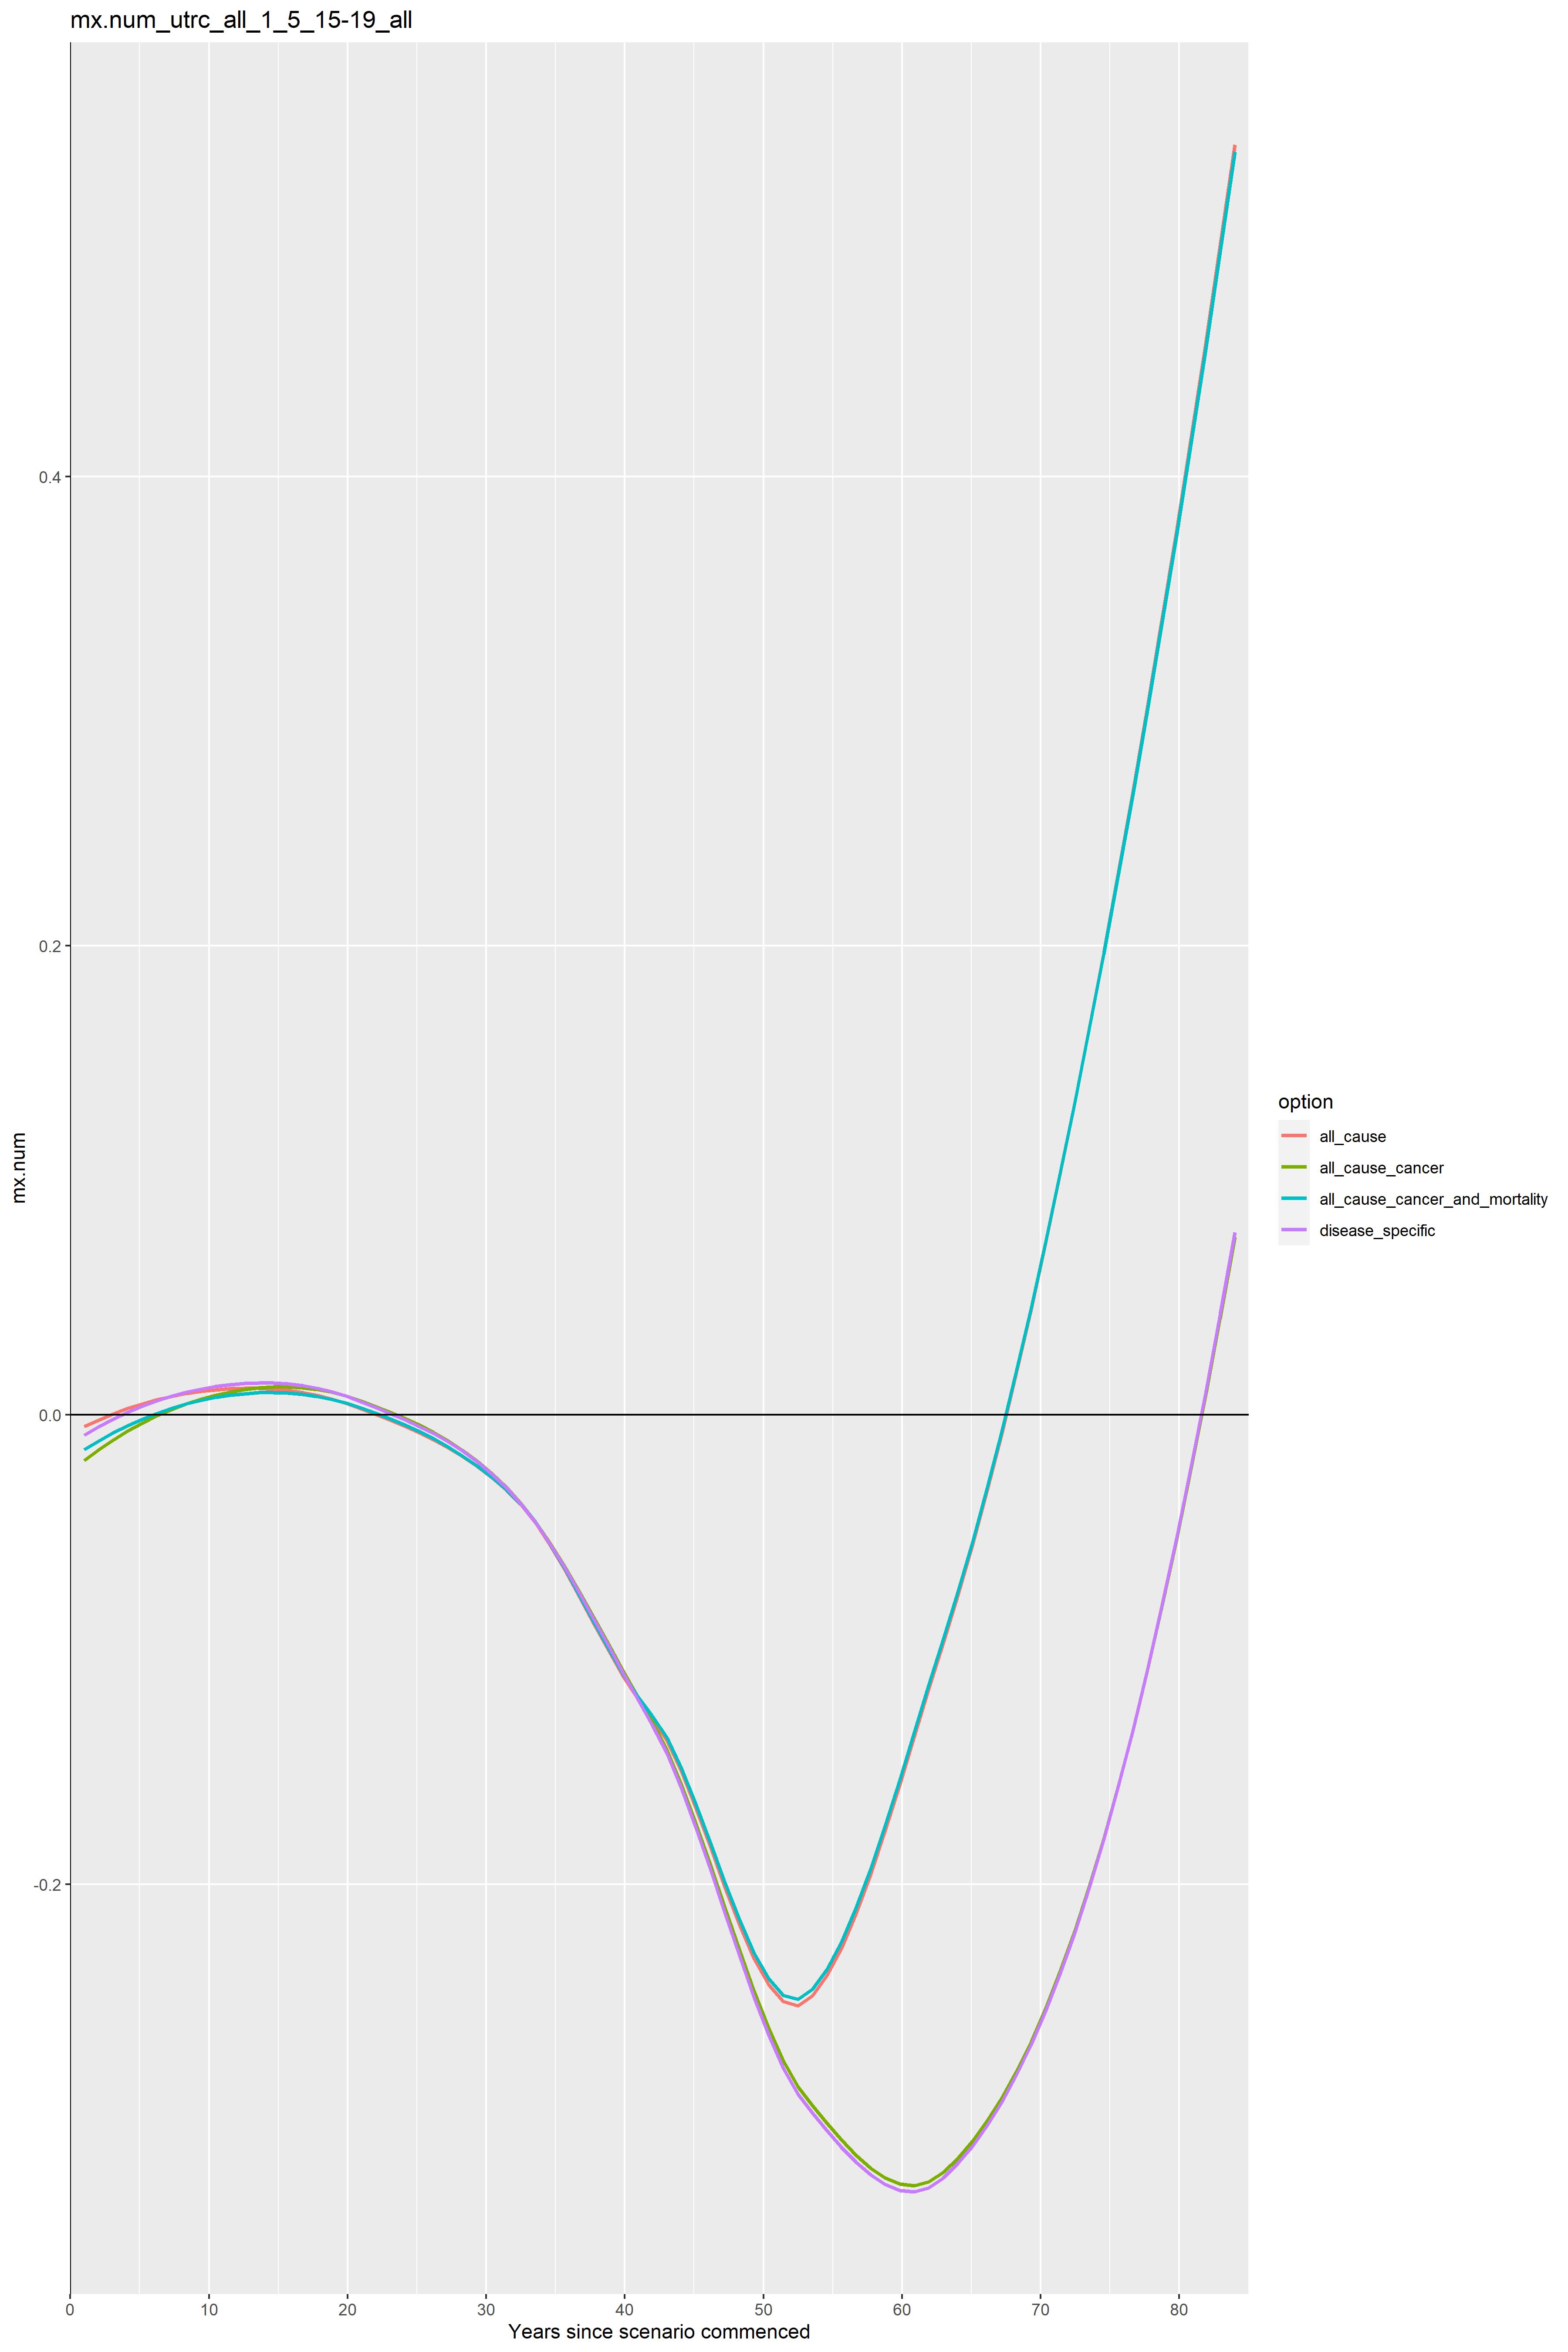 mx.num_utrc_all_1_5_15-19_all
mx.num
0.4
0.2
0.0
-0.2
0
10
20
30
40
50
60
70
80
Years since scenario commenced
option
all_cause
all_cause_cancer
all_cause_cancer_and_mortality
disease_specific